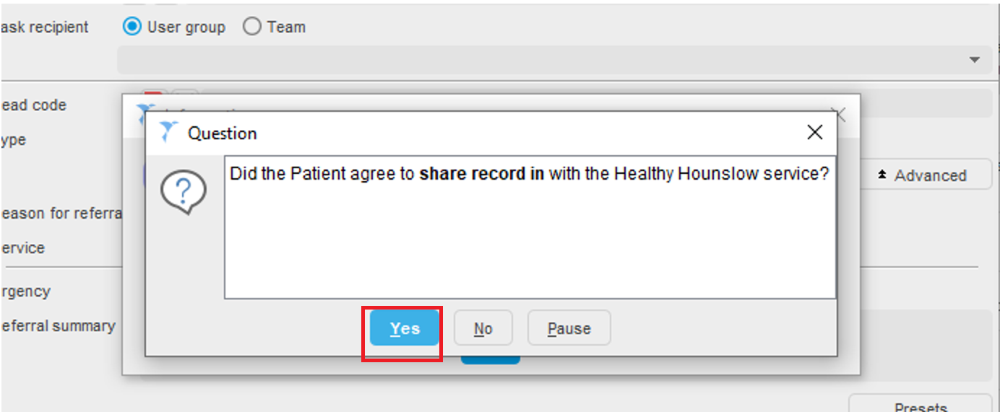 ask recipient User group Team
ead code
Question
ype
Did the Patient agree to share record in with the Healthy Hounslow service?
Advanced
eason for referra
ervice
rgency
eferral summary
Yes No Pause
Presets